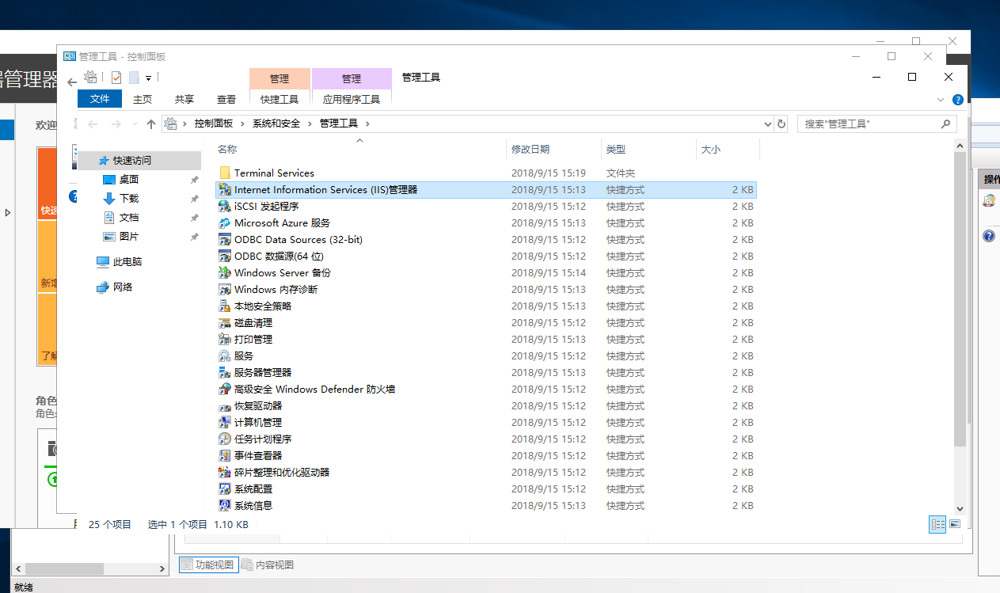 管理工具 - 控制面板
器管理器
管理 管理 管理工具
文件 主页 共享 查看 快捷工具 应用程序工具
欢迎
控制面板 系统和安全 管理工具 搜索"管理工具"
名称 修改日期 类型 大小
快速访问
桌面
下载
文档
图片
此电脑
网络
Terminal Services 2018/9/15 15:19 文件夹
Internet Information Services (IIS)管理器 2018/9/15 15:13 快捷方式 2 KB
iSCSI 发起程序 2018/9/15 15:12 快捷方式 2 KB
Microsoft Azure 服务 2018/9/15 15:13 快捷方式 2 KB
ODBC Data Sources (32-bit) 2018/9/15 15:12 快捷方式 2 KB
ODBC 数据源(64 位) 2018/9/15 15:12 快捷方式 2 KB
Windows Server 备份 2018/9/15 15:14 快捷方式 2 KB
Windows 内存诊断 2018/9/15 15:13 快捷方式 2 KB
本地安全策略 2018/9/15 15:13 快捷方式 2 KB
磁盘清理 2018/9/15 15:12 快捷方式 2 KB
打印管理 2018/9/15 15:13 快捷方式 2 KB
服务 2018/9/15 15:12 快捷方式 2 KB
服务器管理器 2018/9/15 15:13 快捷方式 2 KB
高级安全 Windows Defender 防火墙 2018/9/15 15:12 快捷方式 2 KB
恢复驱动器 2018/9/15 15:12 快捷方式 2 KB
计算机管理 2018/9/15 15:12 快捷方式 2 KB
任务计划程序 2018/9/15 15:12 快捷方式 2 KB
事件查看器 2018/9/15 15:12 快捷方式 2 KB
碎片整理和优化驱动器 2018/9/15 15:12 快捷方式 2 KB
系统配置 2018/9/15 15:12 快捷方式 2 KB
系统信息 2018/9/15 15:13 快捷方式 2 KB
25 个项目 选中 1 个项目 1.10 KB
快速
新增
了解
角色
角色:
操作
功能视图 内容视图
就绪